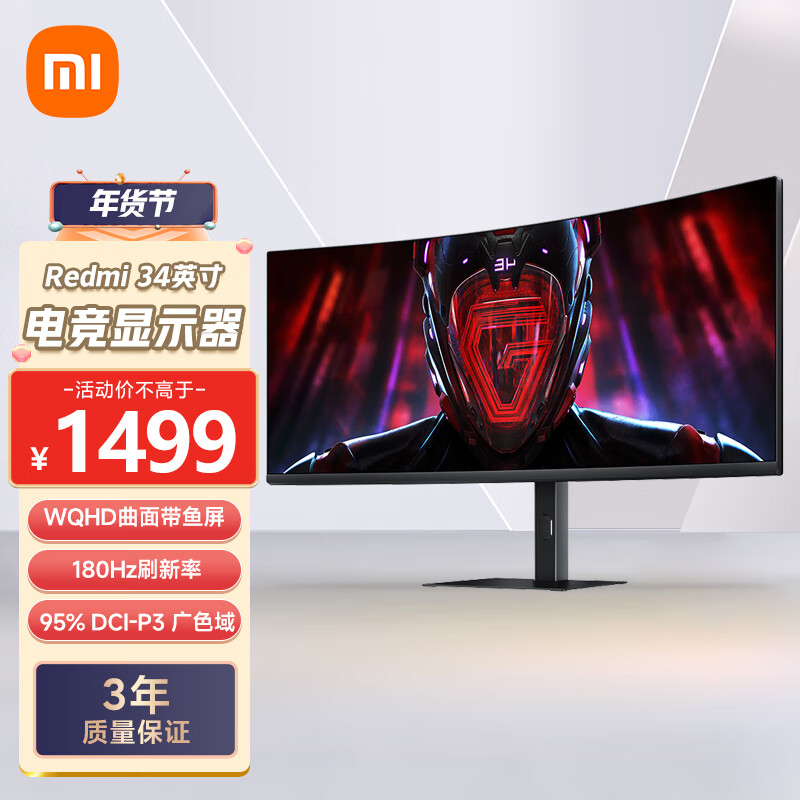 mi
年货节
Redmi 34英寸
电竞显示器
-活动价不高于-
¥1499
WQHD曲面带鱼屏
180Hz刷新率
95% DCI-P3 广色域
3年
质量保证